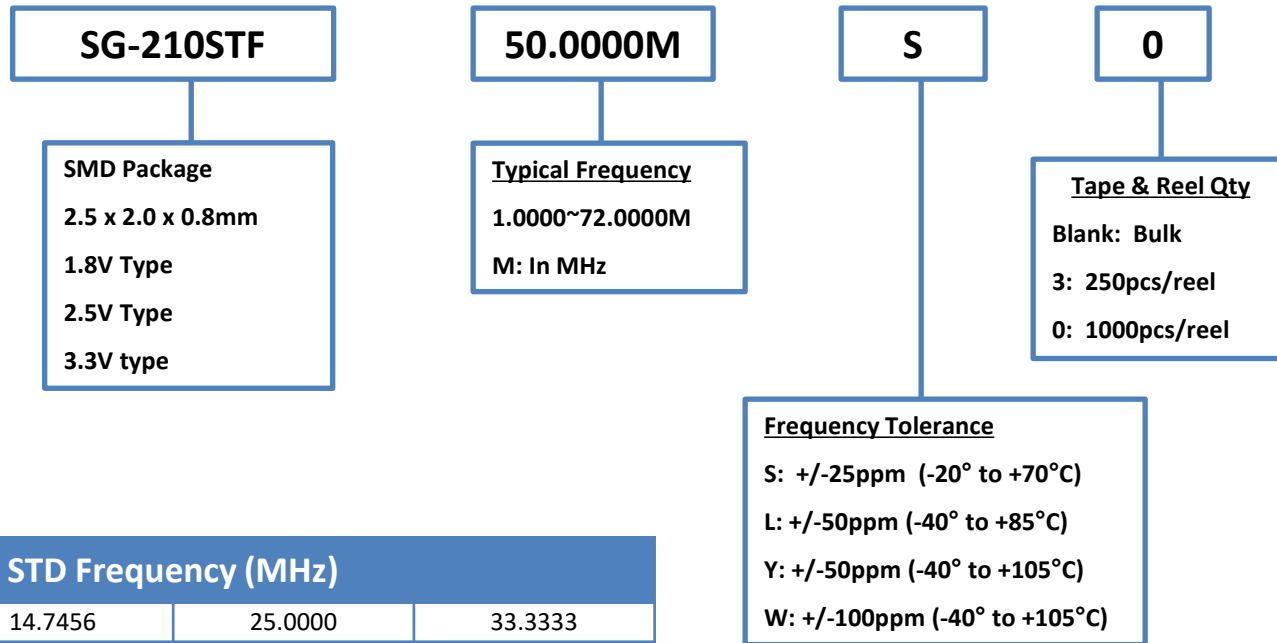 SG-210STF
50.0000M
S
0
SMD Package
2.5 x 2.0 x 0.8mm
1.8V Type
2.5V Type
3.3V type
Typical Frequency
1.0000~72.0000M
M: In MHz
Tape & Reel Qty
Blank: Bulk
3: 250pcs/reel
0: 1000pcs/reel
Frequency Tolerance
S: +/-25ppm (-20° to +70°C)
L: +/-50ppm (-40° to +85°C)
Y: +/-50ppm (-40° to +105°C)
W: +/-100ppm (-40° to +105°C)
STD Frequency (MHz)
14.7456 25.0000 33.3333